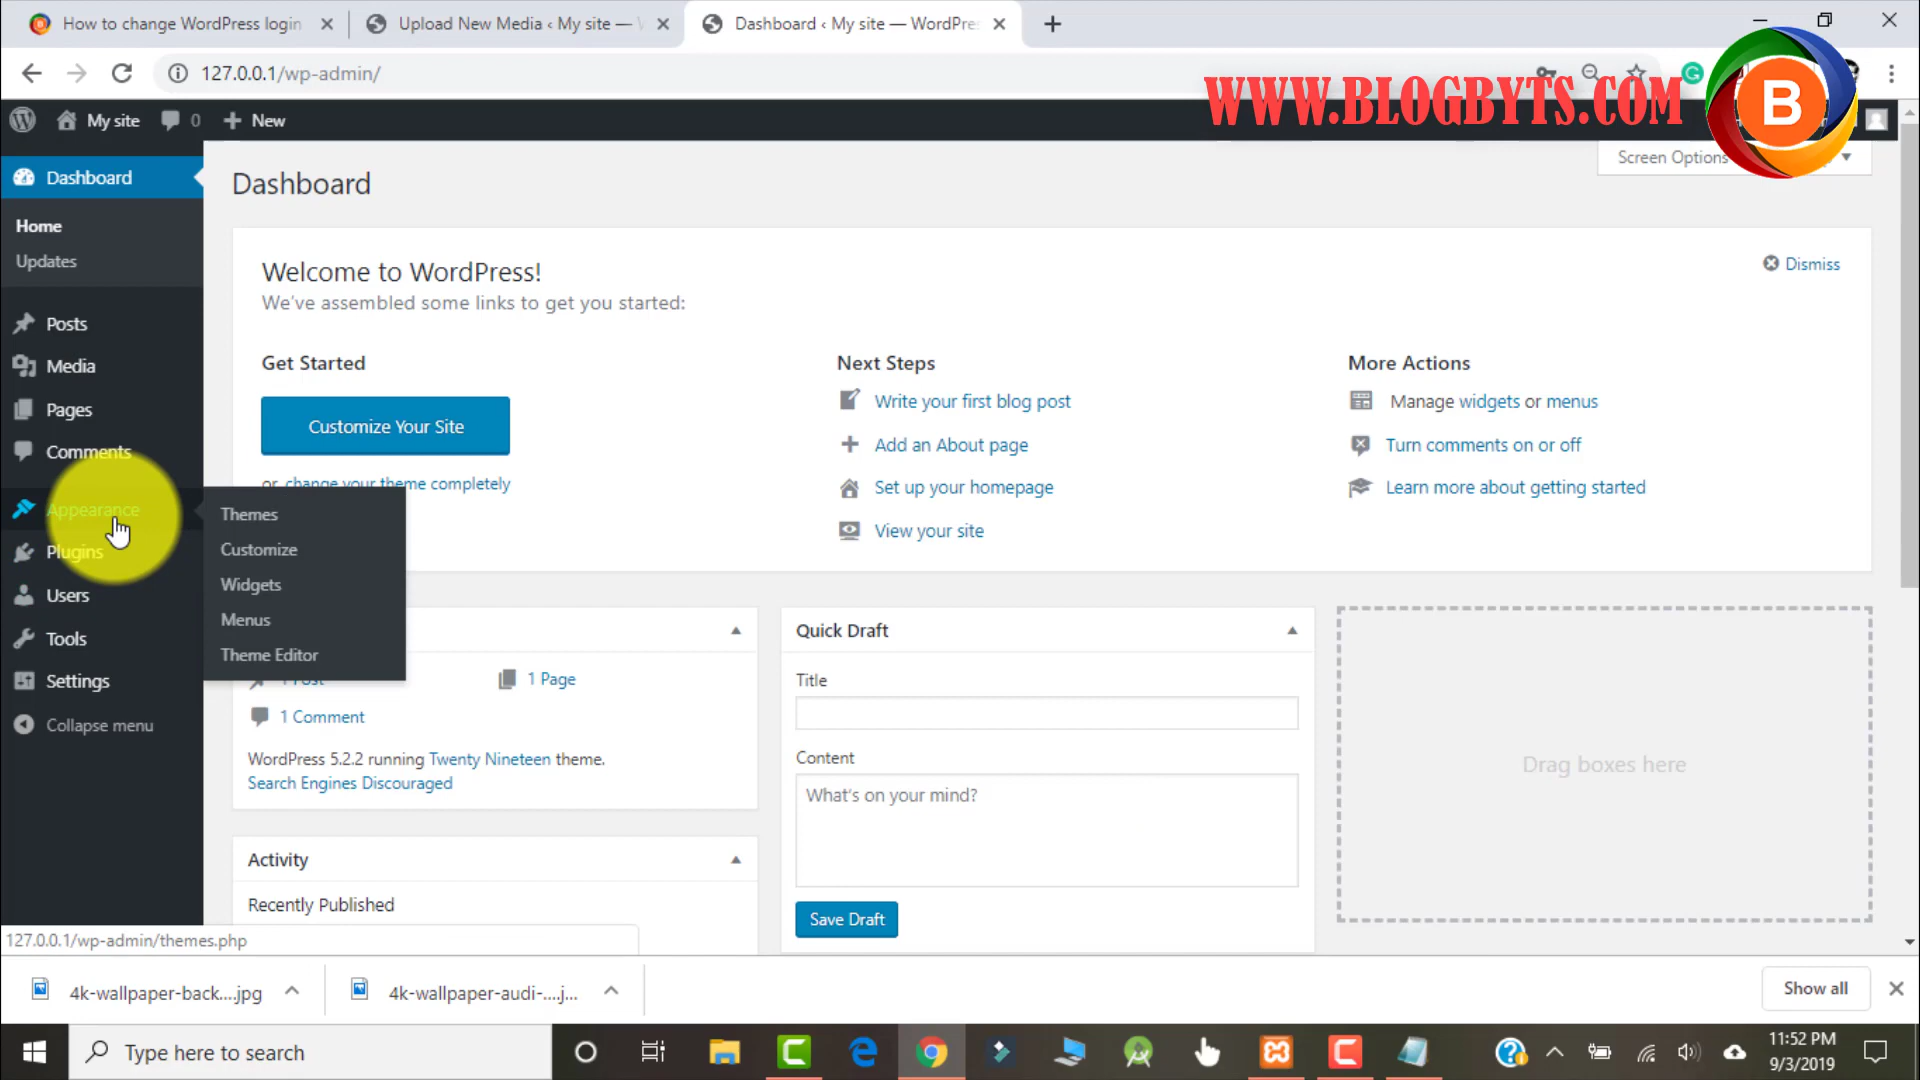 How to change WordPress login
Upload New Media ‹ My site —
Dashboard ‹ My site — WordPre
127.0.0.1/wp-admin/
WWW.BLOGBYTS.COM
B
My site
0
New
Screen Options
Dashboard
Home
Updates
Posts
Media
Pages
Comments
Appearance
Plugins
Users
Tools
Settings
Collapse menu
Themes
Customize
Widgets
Menus
Theme Editor
Dashboard
Welcome to WordPress!
Dismiss
We've assembled some links to get you started:
Get Started
Customize Your Site
or change your theme completely
Next Steps
Write your first blog post
Add an About page
Set up your homepage
View your site
More Actions
Manage widgets or menus
Turn comments on or off
Learn more about getting started
1 Post
1 Page
1 Comment
WordPress 5.2.2 running Twenty Nineteen theme.
Search Engines Discouraged
Activity
Recently Published
Quick Draft
Title
Content
What's on your mind?
Save Draft
Drag boxes here
127.0.0.1/wp-admin/themes.php
4k-wallpaper-back....jpg
4k-wallpaper-audi-....j...
Show all
Type here to search
11:52 PM
9/3/2019